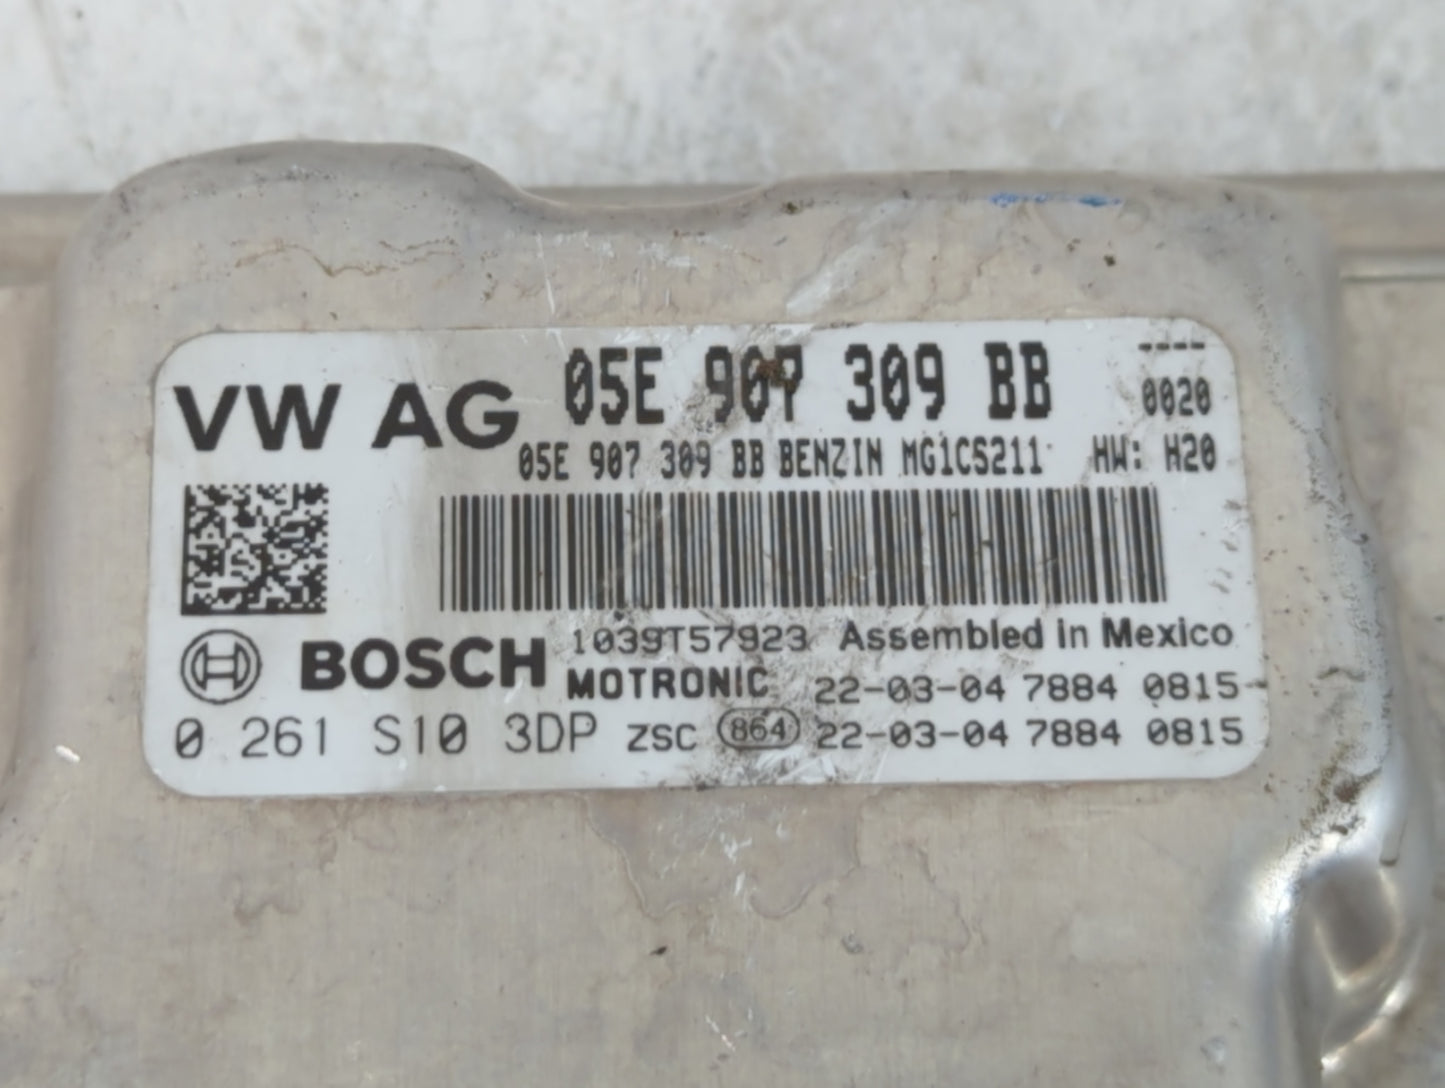 VW AG 05E 907 309 BB ----
0020
05E 907 309 BB BENZIN MG1CS211 HW: H20
BOSCH 1039T57923 Assembled in Mexico
MOTRONIC 22-03-04 7884 0815-
0 261 S10 3DP ZSC 864 22-03-04 7884 0815